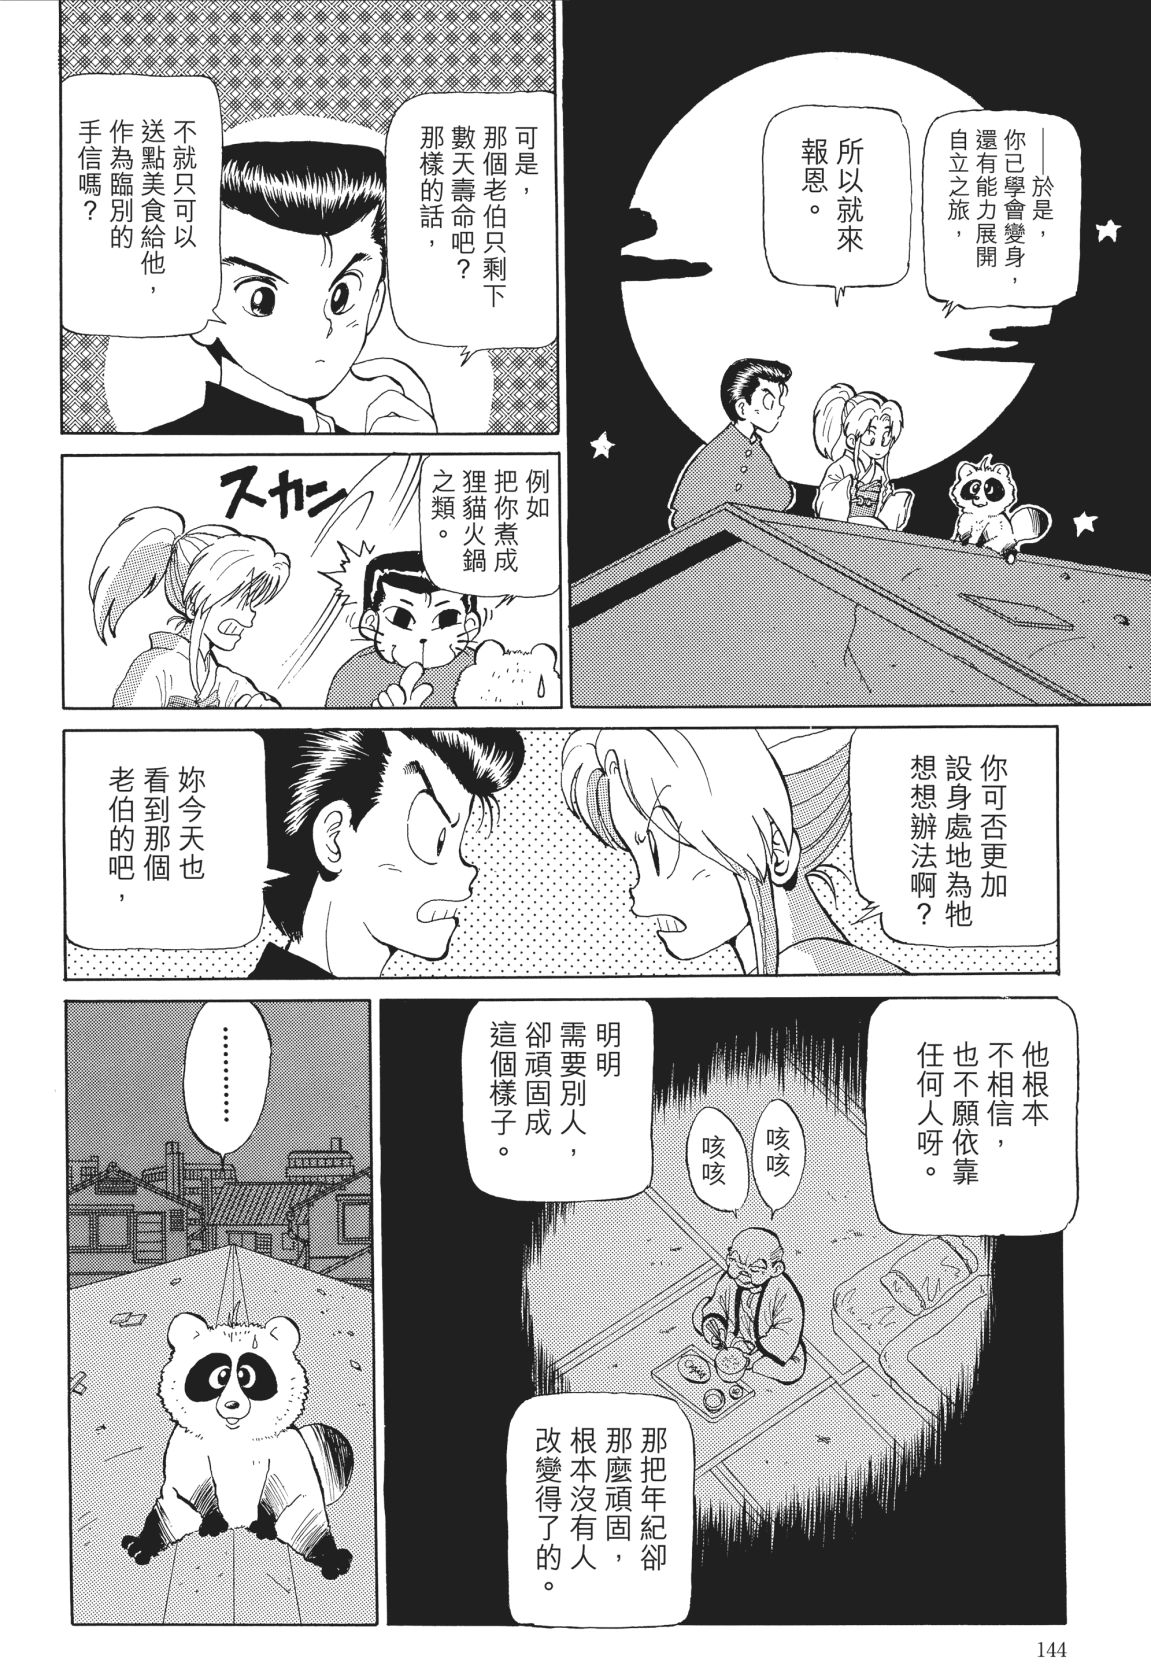 ──於是，
你已學會變身，
還有能力展開
自立之旅，
所以就來
報恩。
可是，
那個老伯只剩下
數天壽命吧？
那樣的話，
不就只可以
送點美食給他，
作為臨別的
手信嗎？
例如
把你煮成
狸貓火鍋
之類。
スカン
你可否更加
設身處地為牠
想想辦法啊？
妳今天也
看到那個
老伯的吧，
他根本
不相信，
也不願依靠
任何人呀。
咳咳
咳咳
明明
需要別人，
卻頑固成
這個樣子。
那把年紀卻
那麼頑固，
根本沒有人
改變得了的。
…………
144